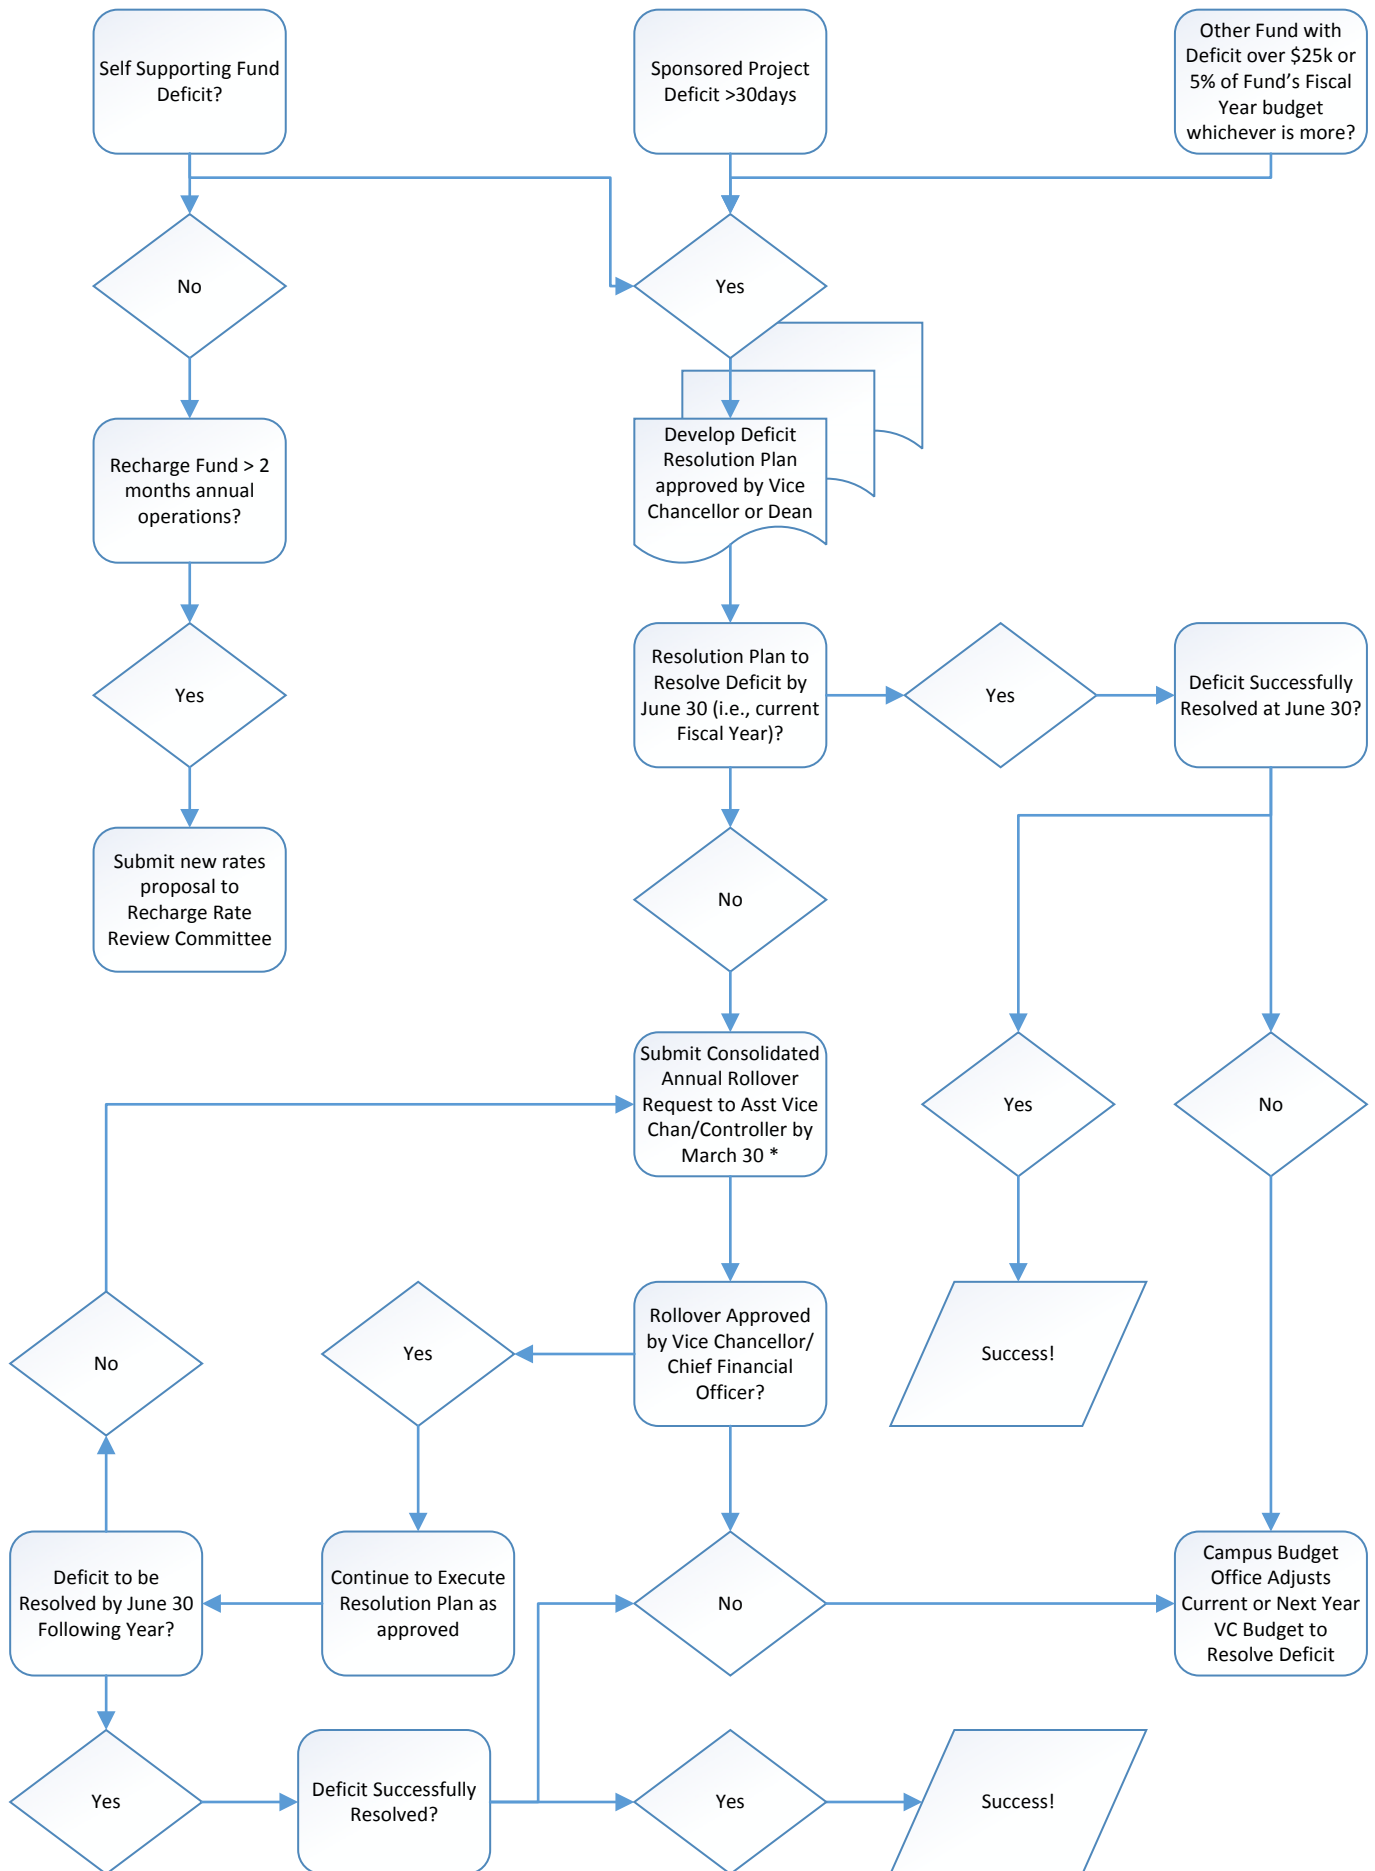 Self Supporting Fund
Deficit?
Sponsored Project
Deficit >30days
Other Fund with
Deficit over $25k or
5% of Fund's Fiscal
Year budget
whichever is more?
No
Yes
Recharge Fund > 2
months annual
operations?
Develop Deficit
Resolution Plan
approved by Vice
Chancellor or Dean
Yes
Resolution Plan to
Resolve Deficit by
June 30 (i.e., current
Fiscal Year)?
Yes
Deficit Successfully
Resolved at June 30?
Submit new rates
proposal to
Recharge Rate
Review Committee
No
Submit Consolidated
Annual Rollover
Request to Asst Vice
Chan/Controller by
March 30 *
Yes
No
No
Yes
Rollover Approved
by Vice Chancellor/
Chief Financial
Officer?
Success!
Deficit to be
Resolved by June 30
Following Year?
Continue to Execute
Resolution Plan as
approved
No
Campus Budget
Office Adjusts
Current or Next Year
VC Budget to
Resolve Deficit
Yes
Deficit Successfully
Resolved?
Yes
Success!